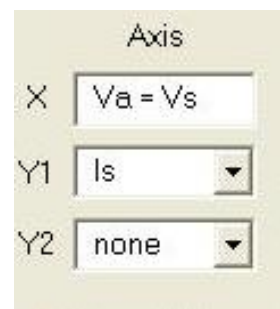 Axis
X Va = Vs
Y1 Is
Y2 none